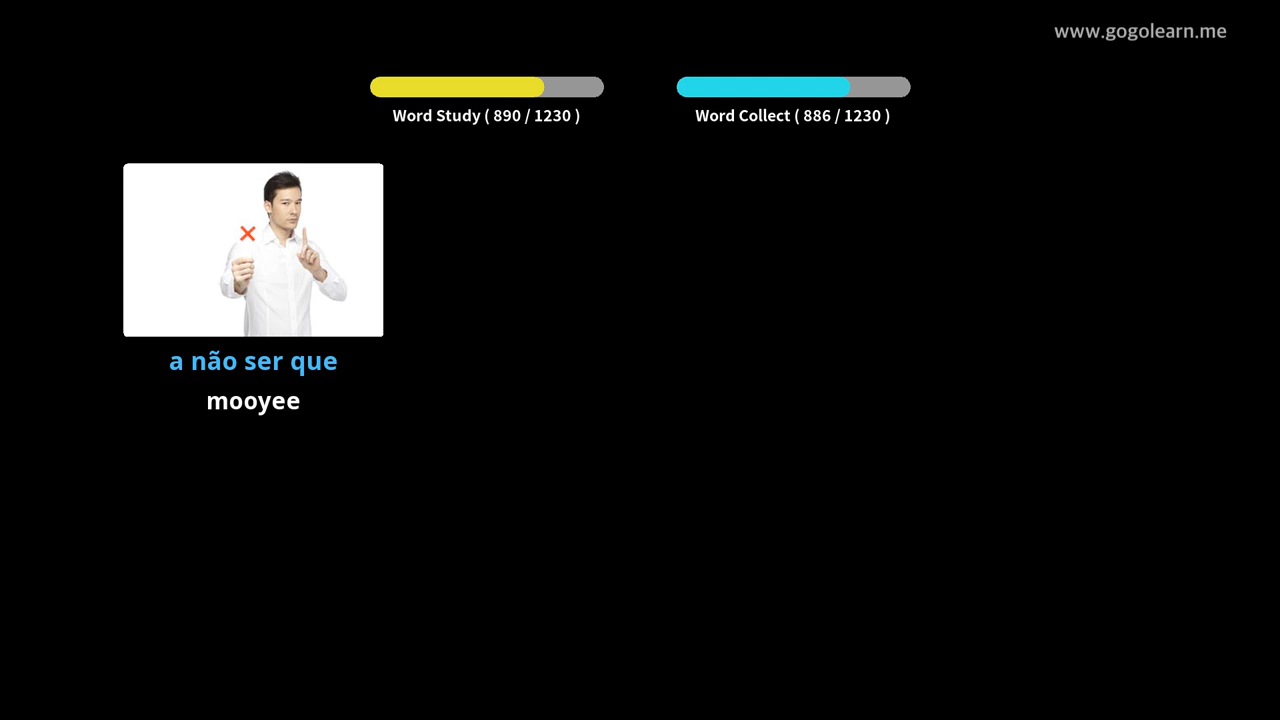 www.gogolearn.me
Word Study ( 890 / 1230 )
Word Collect ( 886 / 1230 )
a não ser que
mooyee